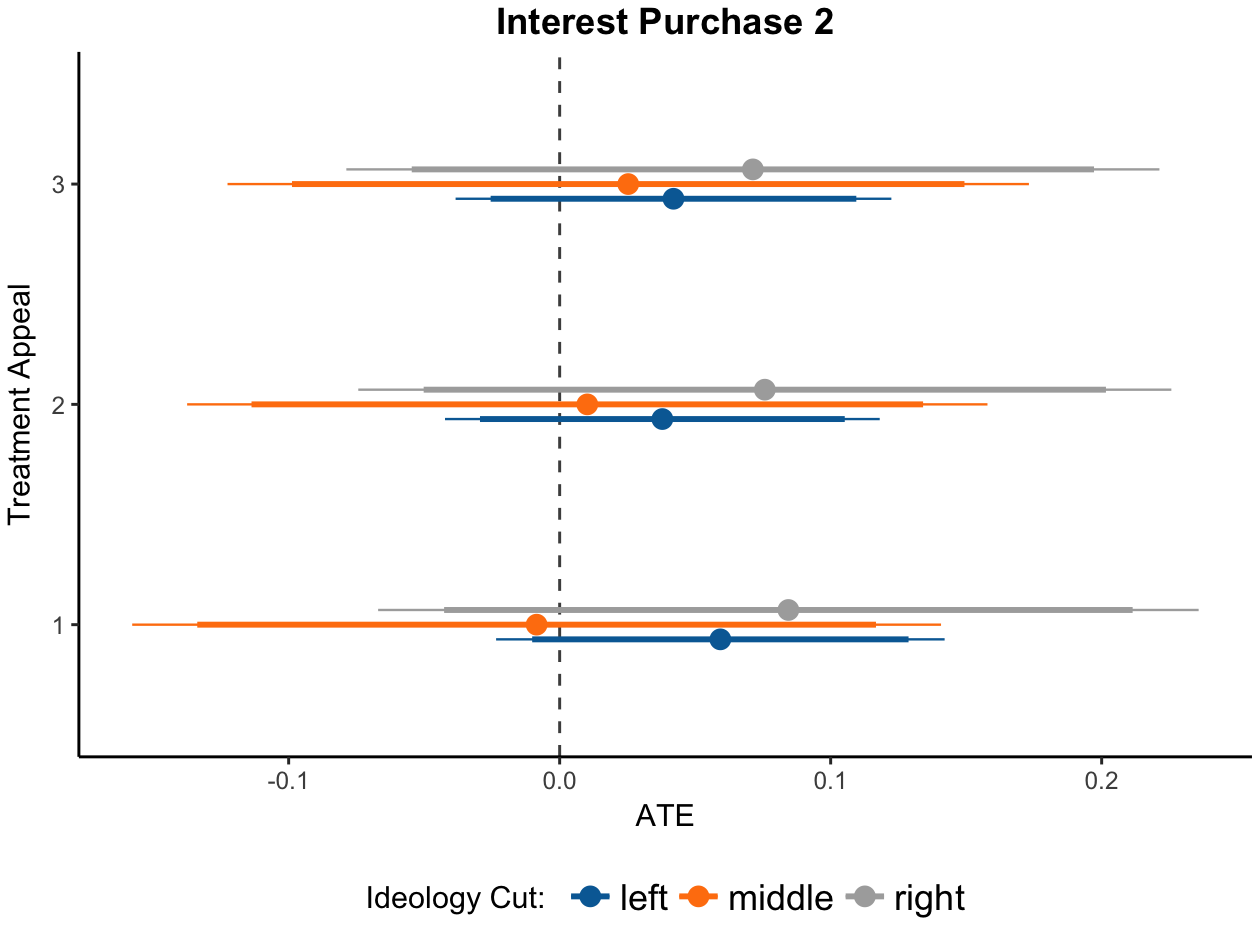 Interest Purchase 2
Treatment Appeal
3
2
1
-0.1 0.0 0.1 0.2
ATE
Ideology Cut: left middle right